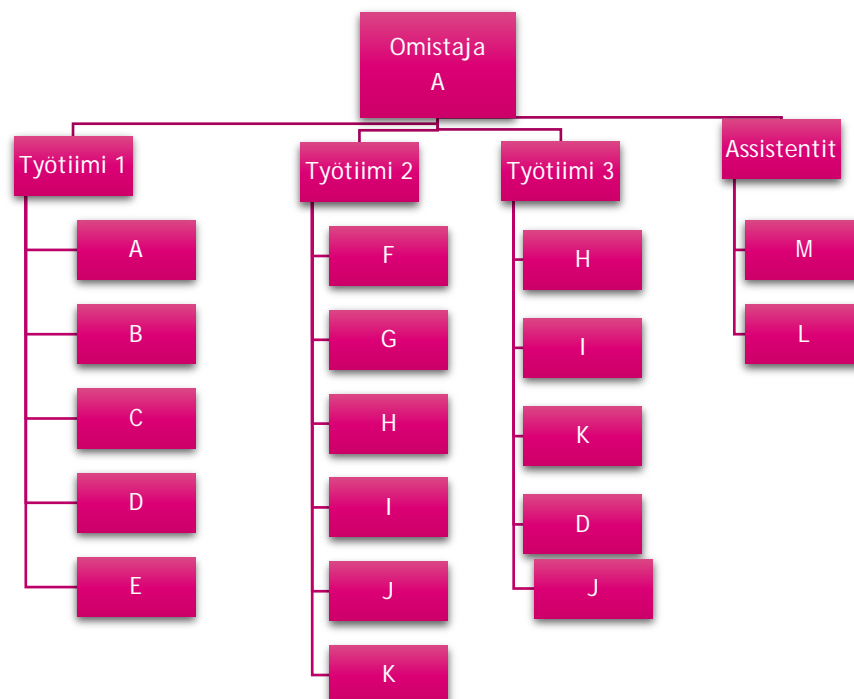 Omistaja
A
Työtiimi 1
A
B
C
D
E
Työtiimi 2
F
G
H
I
J
K
Työtiimi 3
H
I
K
D
J
Assistentit
M
L